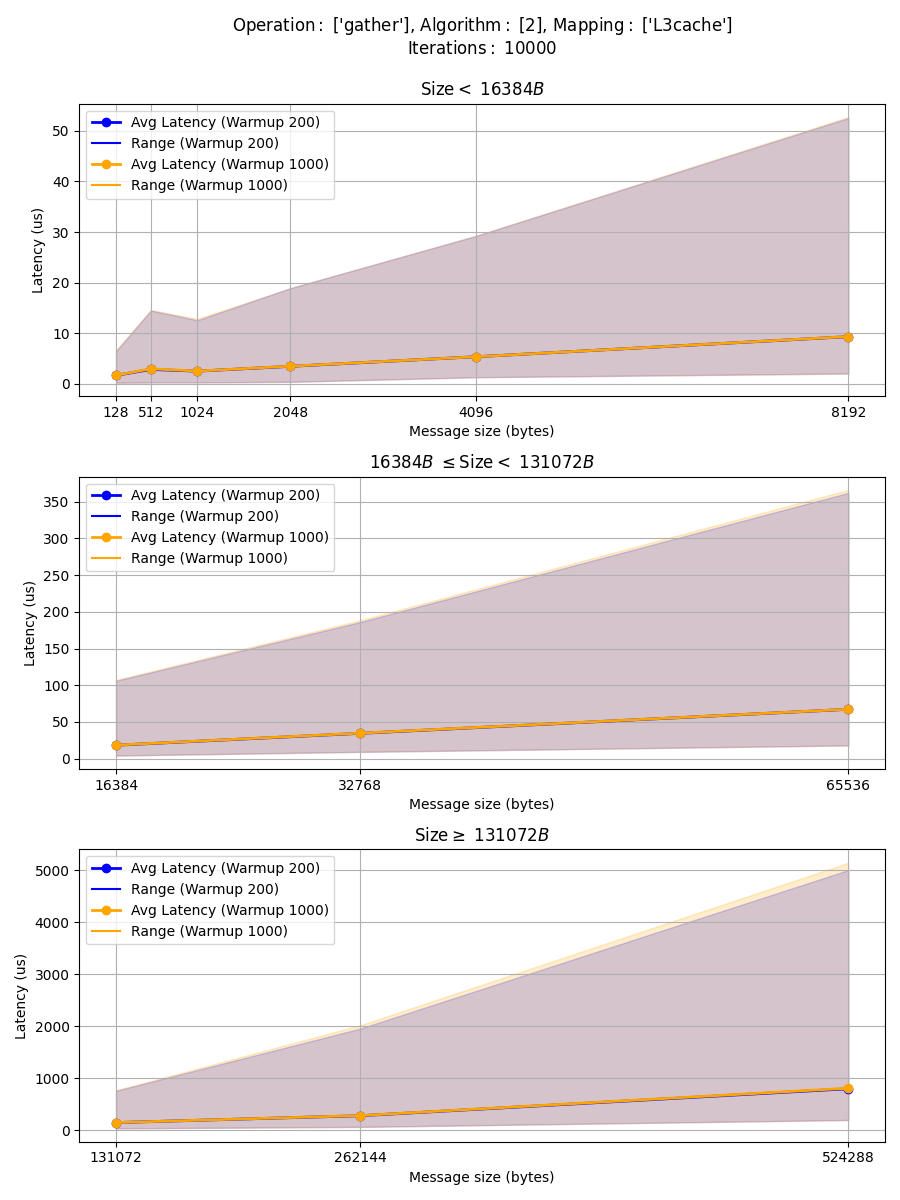 Operation : ['gather'], Algorithm : [2], Mapping : ['L3cache']
Iterations : 10000
Size < 16384B
Avg Latency (Warmup 200)
Range (Warmup 200)
Avg Latency (Warmup 1000)
Range (Warmup 1000)
Latency (us)
50
40
30
20
10
0
128 512 1024 2048 4096 8192
Message size (bytes)
16384B ≤ Size < 131072B
Avg Latency (Warmup 200)
Range (Warmup 200)
Avg Latency (Warmup 1000)
Range (Warmup 1000)
Latency (us)
350
300
250
200
150
100
50
0
16384 32768 65536
Message size (bytes)
Size ≥ 131072B
Avg Latency (Warmup 200)
Range (Warmup 200)
Avg Latency (Warmup 1000)
Range (Warmup 1000)
Latency (us)
5000
4000
3000
2000
1000
0
131072 262144 524288
Message size (bytes)